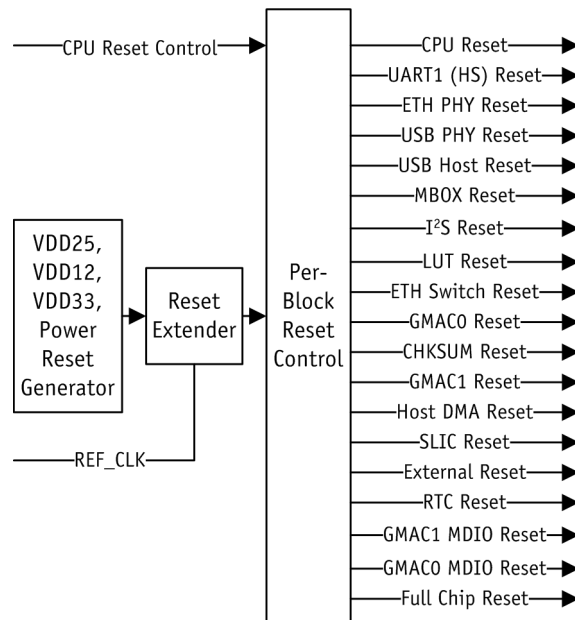 CPU Reset Control
VDD25,
VDD12,
VDD33,
Power
Reset
Generator
Reset
Extender
REF_CLK
Per-
Block
Reset
Control
CPU Reset
UART1 (HS) Reset
ETH PHY Reset
USB PHY Reset
USB Host Reset
MBOX Reset
I²S Reset
LUT Reset
ETH Switch Reset
GMAC0 Reset
CHKSUM Reset
GMAC1 Reset
Host DMA Reset
SLIC Reset
External Reset
RTC Reset
GMAC1 MDIO Reset
GMAC0 MDIO Reset
Full Chip Reset